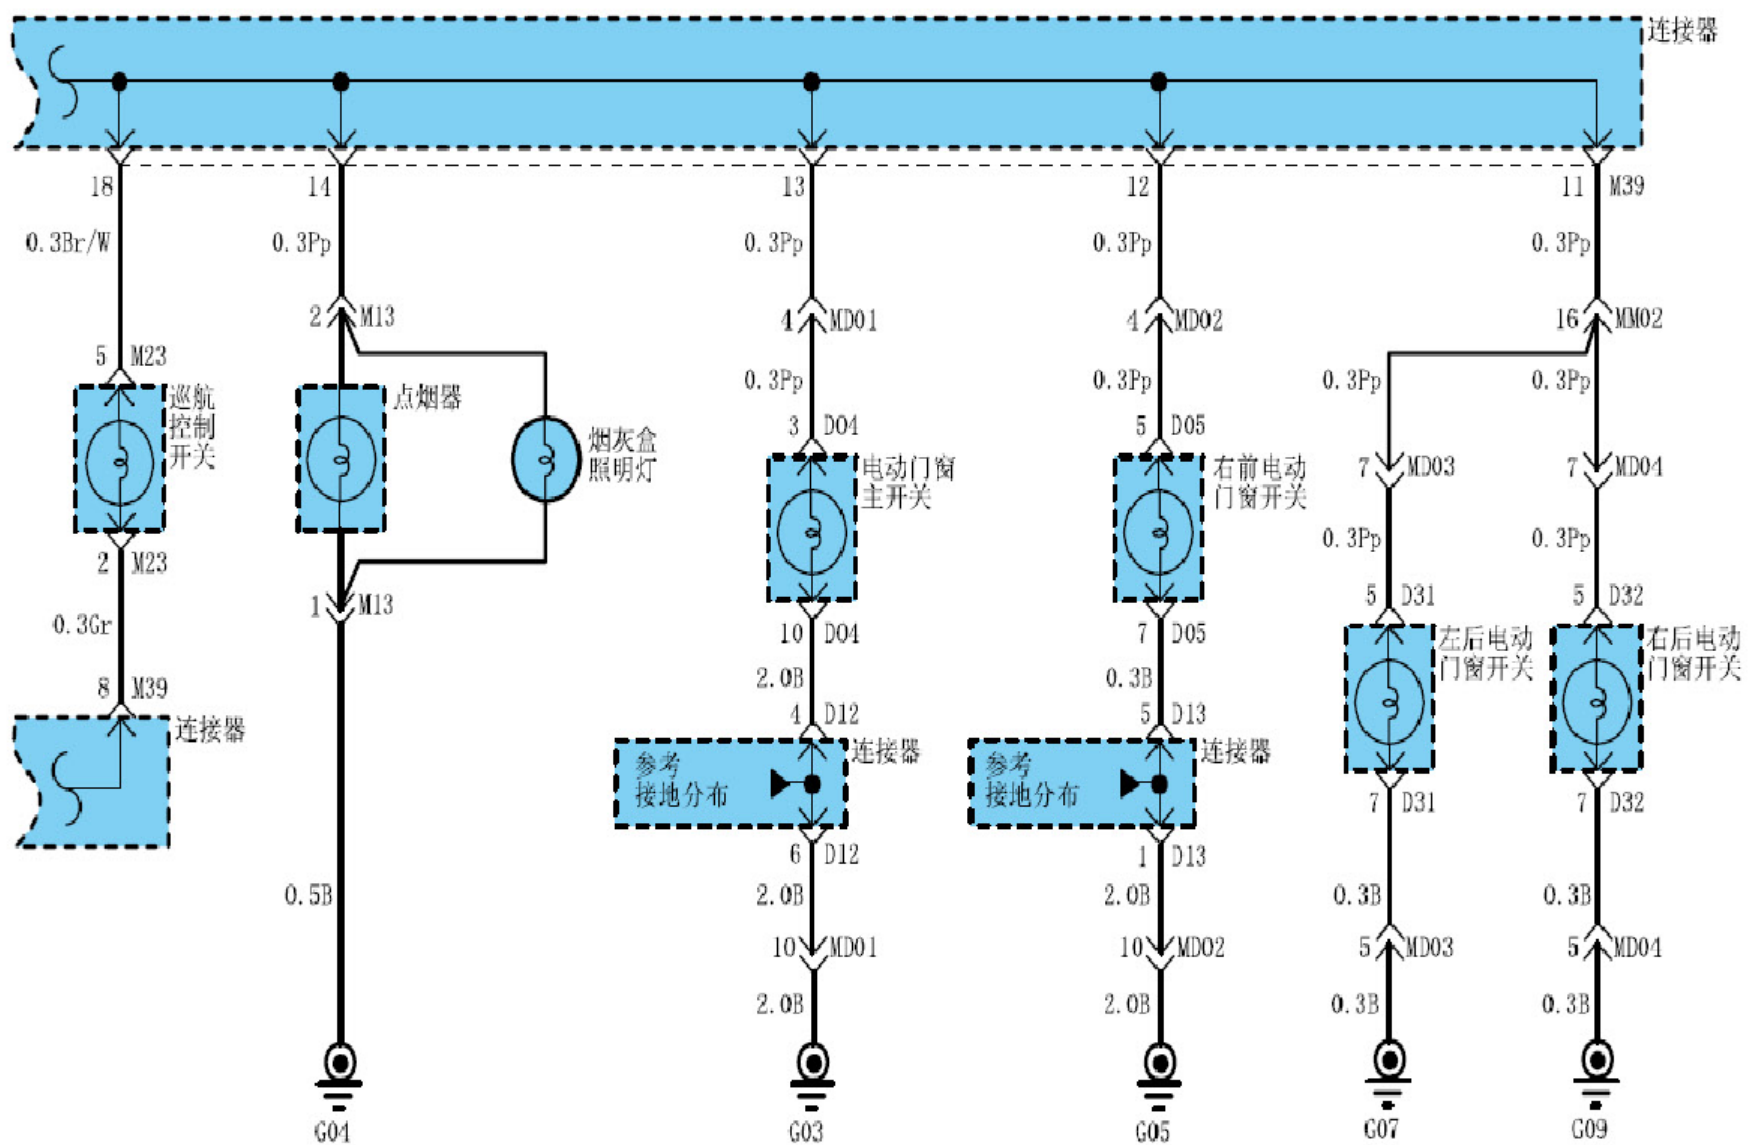 连接器
18
14
13
12
11 M39
0.3Br/W
0.3Pp
0.3Pp
0.3Pp
0.3Pp
2 M13
4 MD01
4 MD02
16 MM02
5 M23
0.3Pp
0.3Pp
0.3Pp
0.3Pp
巡航
控制
开关
点烟器
烟灰盒
照明灯
3 D04
5 D05
电动门窗
主开关
右前电动
门窗开关
7 MD03
7 MD04
0.3Pp
0.3Pp
2 M23
1 M13
5 D31
5 D32
0.3Gr
10 D04
7 D05
左后电动
门窗开关
右后电动
门窗开关
8 M39
2.0B
0.3B
4 D12
5 D13
连接器
参考
接地分布
连接器
参考
接地分布
连接器
7 D31
7 D32
6 D12
1 D13
0.5B
2.0B
2.0B
0.3B
0.3B
10 MD01
10 MD02
5 MD03
5 MD04
2.0B
2.0B
0.3B
0.3B
G04
G03
G05
G07
G09